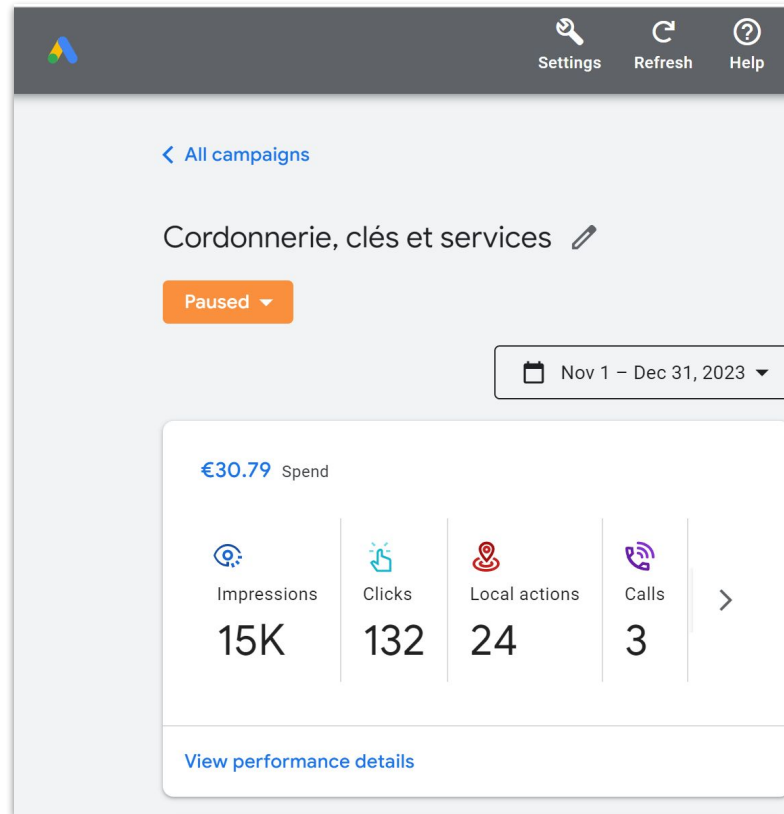 Settings Refresh Help
All campaigns
Cordonnerie, clés et services
Paused
Nov 1 – Dec 31, 2023
€30.79 Spend
Impressions Clicks Local actions Calls
15K 132 24 3
View performance details